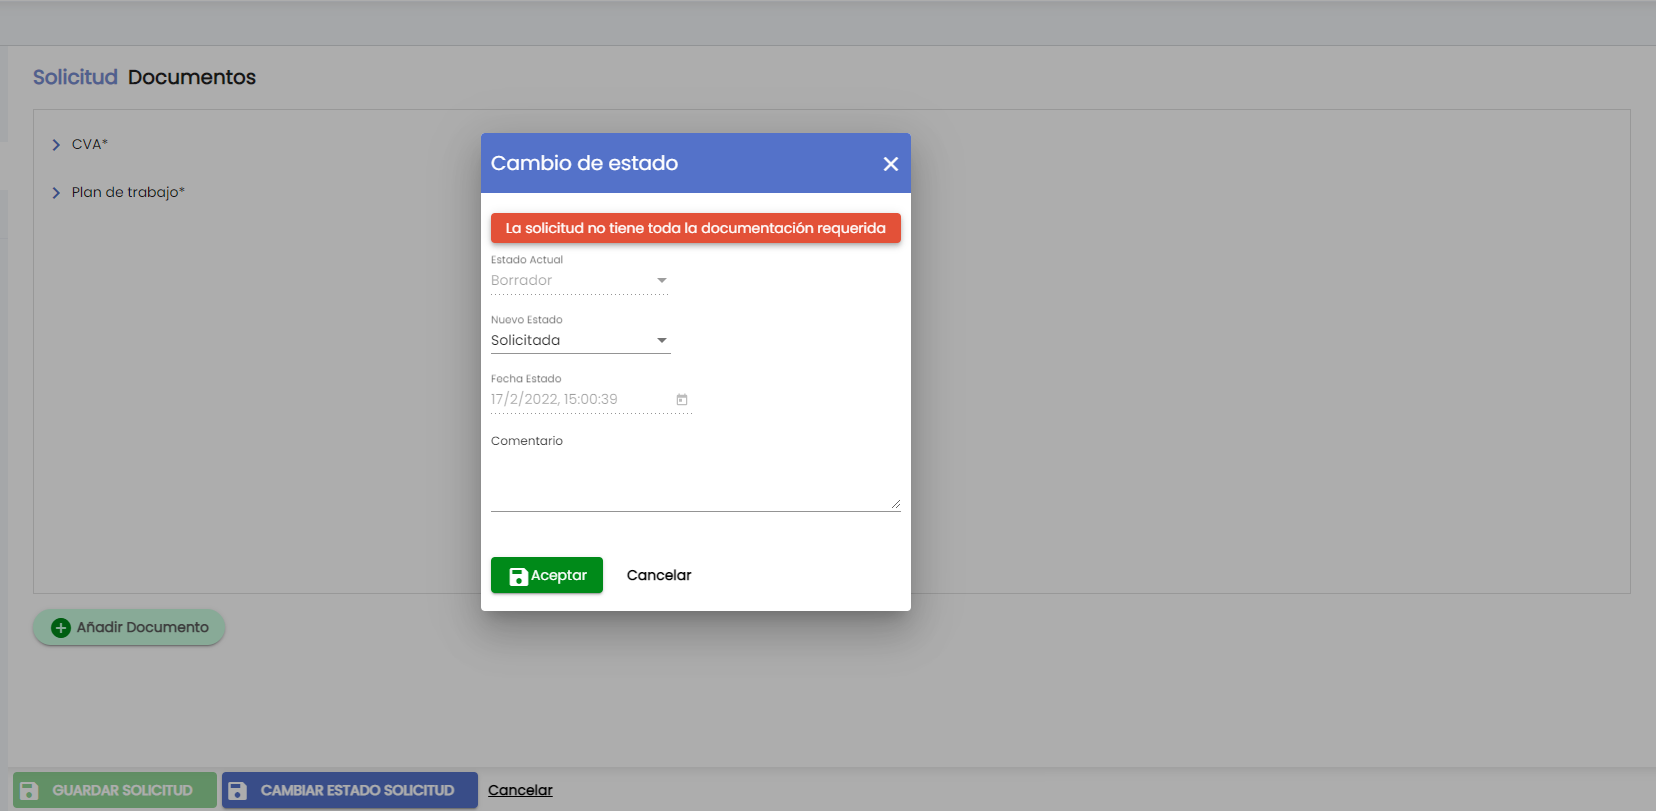 Solicitud Documentos
CVA*
Plan de trabajo*
Cambio de estado
La solicitud no tiene toda la documentación requerida
Estado Actual
Borrador
Nuevo Estado
Solicitada
Fecha Estado
17/2/2022, 15:00:39
Comentario
Aceptar Cancelar
Añadir Documento
GUARDAR SOLICITUD CAMBIAR ESTADO SOLICITUD Cancelar